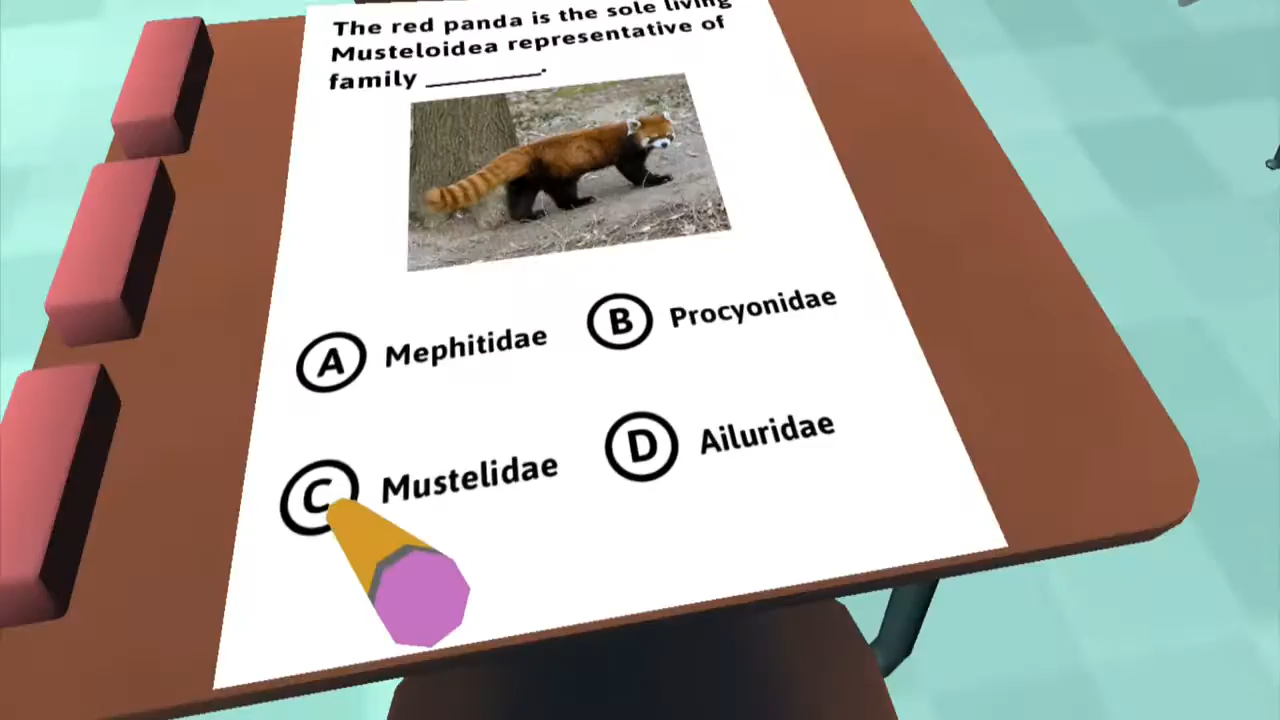 The red panda is the sole living
Musteloidea representative of
family ________.
A Mephitidae
B Procyonidae
C Mustelidae
D Ailuridae